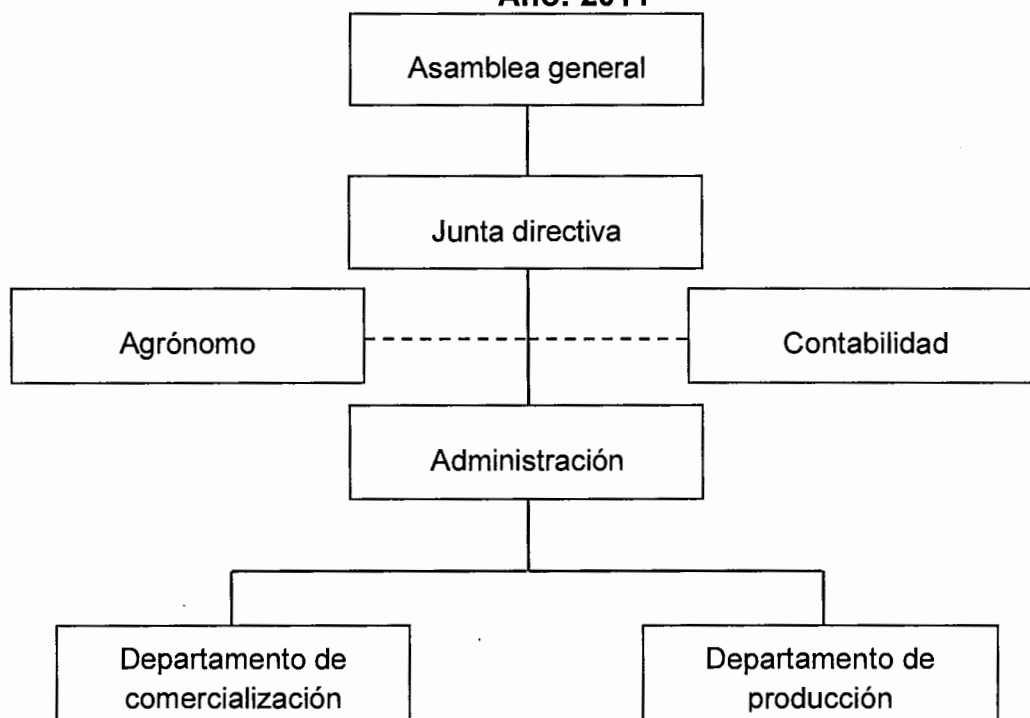 Asamblea general
Junta directiva
Agrónomo
Contabilidad
Administración
Departamento de
comercialización
Departamento de
producción